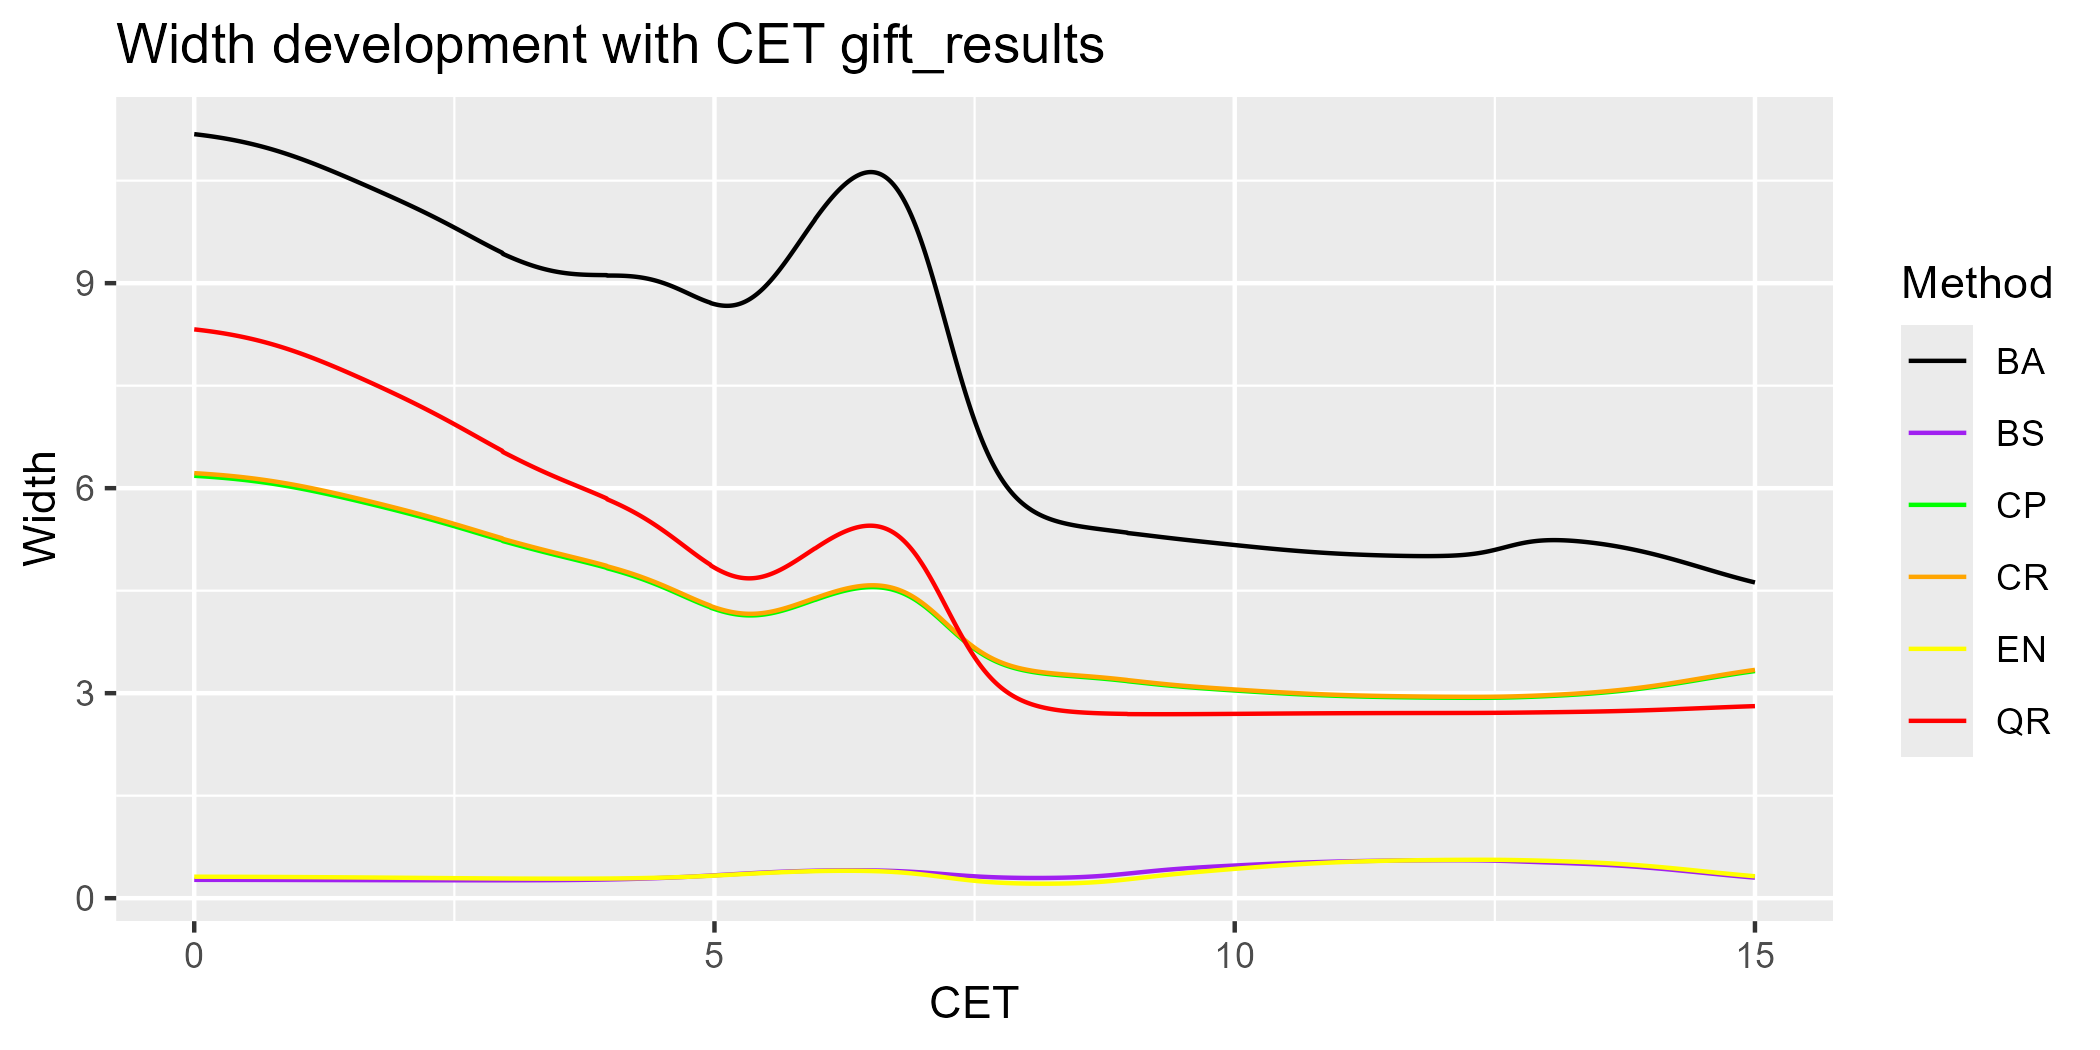 Width development with CET gift_results
Width
9
6
3
0
0 5 10 15
CET
Method
BA
BS
CP
CR
EN
QR